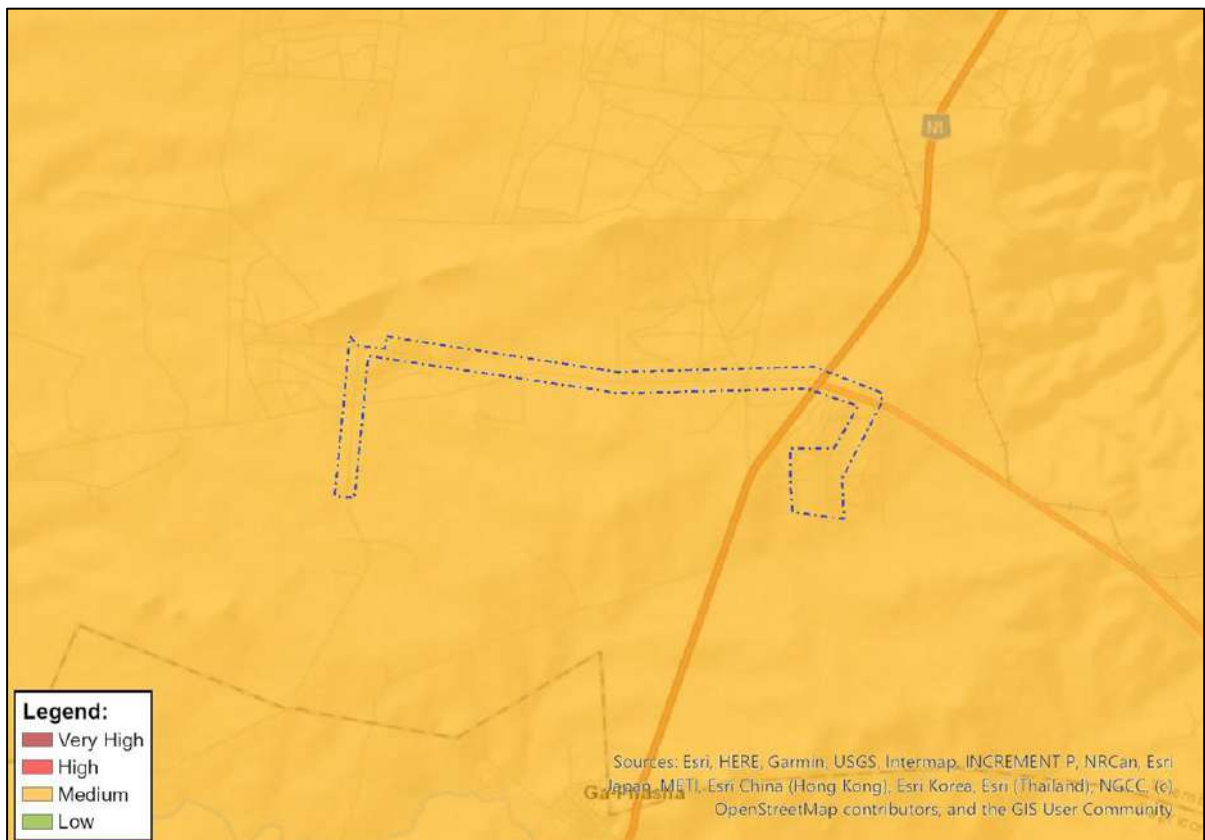 N1
Legend:
Very High
High
Medium
Low
Sources: Esri, HERE, Garmin, USGS, Intermap, INCREMENT P, NRCan, Esri
Japan, METI, Esri China (Hong Kong), Esri Korea, Esri (Thailand), NGCC, (c)
OpenStreetMap contributors, and the GIS User Community